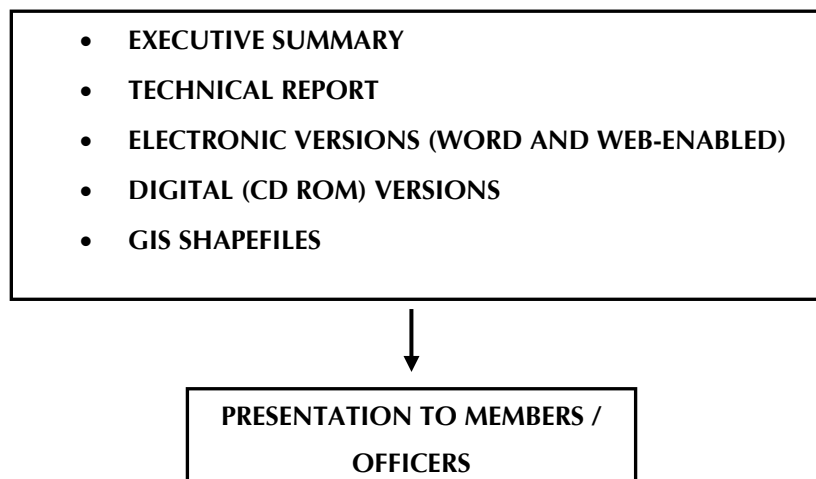 • EXECUTIVE SUMMARY
• TECHNICAL REPORT
• ELECTRONIC VERSIONS (WORD AND WEB-ENABLED)
• DIGITAL (CD ROM) VERSIONS
• GIS SHAPEFILES
PRESENTATION TO MEMBERS /
OFFICERS